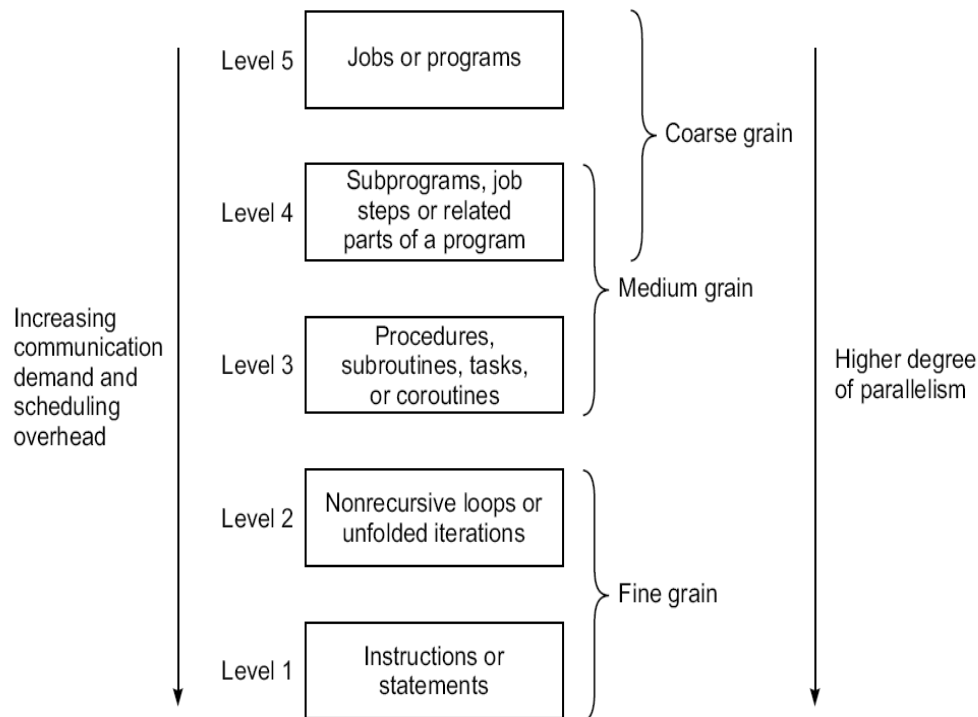 Level 5
Jobs or programs
Coarse grain
Level 4
Subprograms, job
steps or related
parts of a program
Medium grain
Increasing
communication
demand and
scheduling
overhead
Level 3
Procedures,
subroutines, tasks,
or coroutines
Higher degree
of parallelism
Level 2
Nonrecursive loops or
unfolded iterations
Fine grain
Level 1
Instructions or
statements